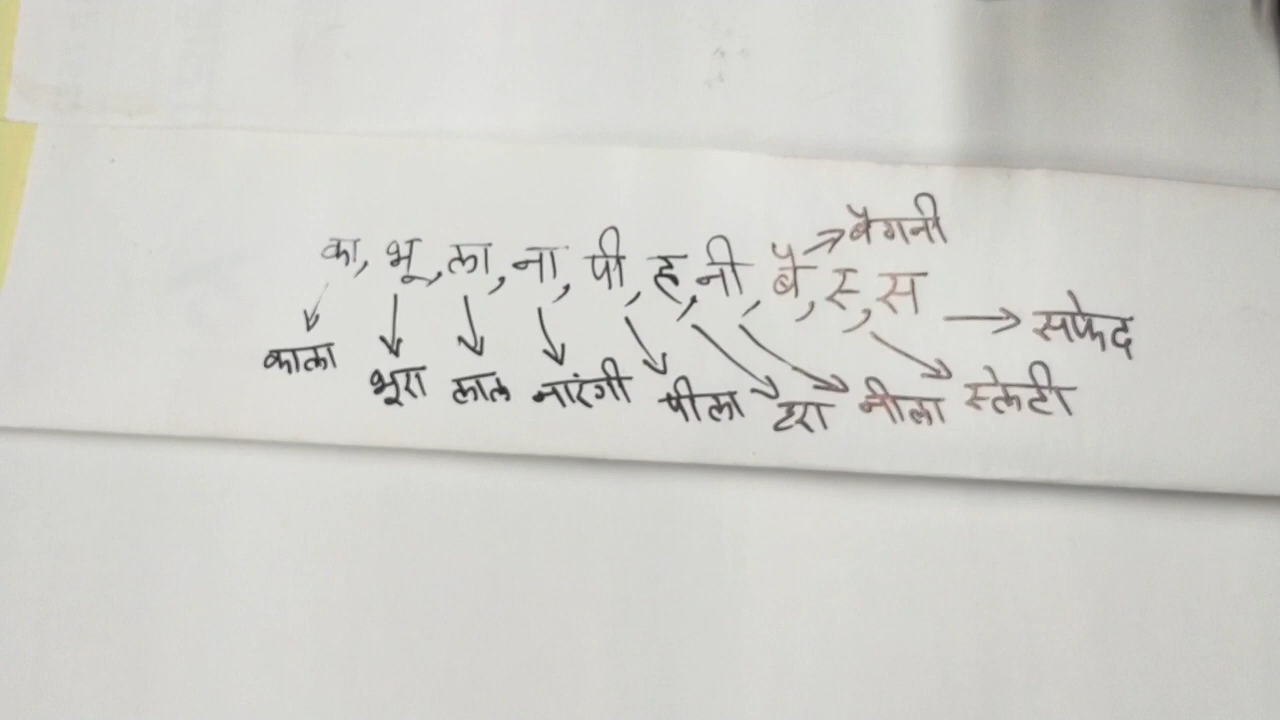 बैगनी
का, भू, ला, ना, पी, ह, नी, बै, स्, स
सफेद
काला भूरा लाल नारंगी पीला हरा नीला स्लेटी